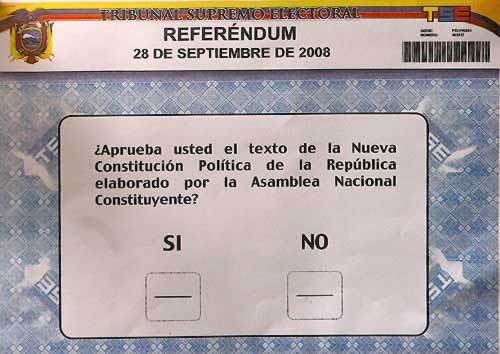 TRIBUNAL SUPREMO ELECTORAL
TSE
REFERÉNDUM
28 DE SEPTIEMBRE DE 2008
¿Aprueba usted el texto de la Nueva
Constitución Política de la República
elaborado por la Asamblea Nacional
Constituyente?
SI NO